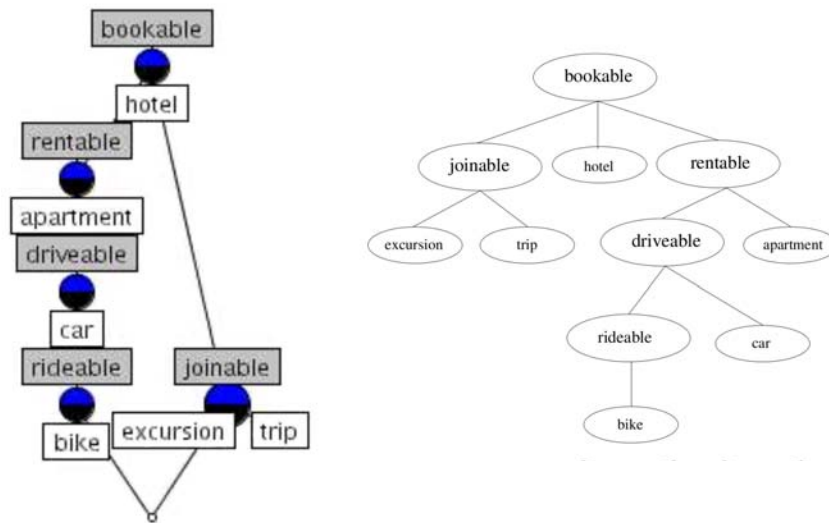 bookable
hotel
rentable
apartment
driveable
car
rideable
joinable
bike
excursion
trip
bookable
joinable
hotel
rentable
excursion
trip
driveable
apartment
rideable
car
bike